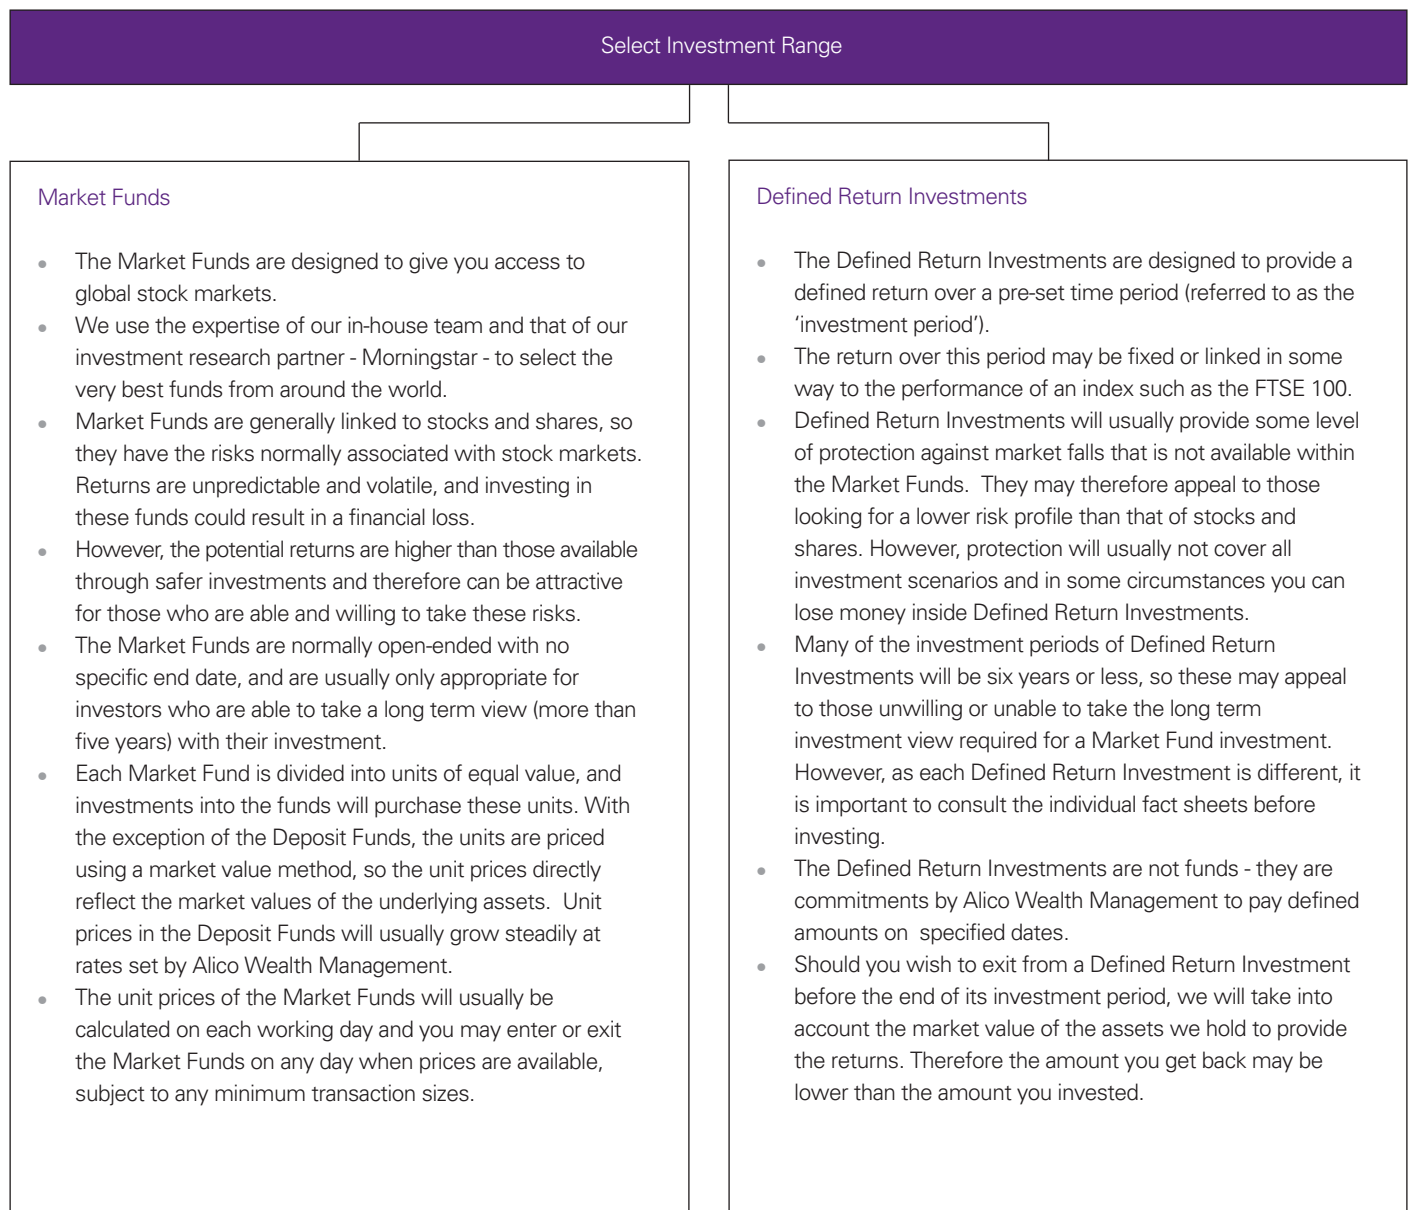 Select Investment Range
Market Funds
● The Market Funds are designed to give you access to
global stock markets.
● We use the expertise of our in-house team and that of our
investment research partner - Morningstar - to select the
very best funds from around the world.
● Market Funds are generally linked to stocks and shares, so
they have the risks normally associated with stock markets.
Returns are unpredictable and volatile, and investing in
these funds could result in a financial loss.
● However, the potential returns are higher than those available
through safer investments and therefore can be attractive
for those who are able and willing to take these risks.
● The Market Funds are normally open-ended with no
specific end date, and are usually only appropriate for
investors who are able to take a long term view (more than
five years) with their investment.
● Each Market Fund is divided into units of equal value, and
investments into the funds will purchase these units. With
the exception of the Deposit Funds, the units are priced
using a market value method, so the unit prices directly
reflect the market values of the underlying assets.  Unit
prices in the Deposit Funds will usually grow steadily at
rates set by Alico Wealth Management.
● The unit prices of the Market Funds will usually be
calculated on each working day and you may enter or exit
the Market Funds on any day when prices are available,
subject to any minimum transaction sizes.
Defined Return Investments
● The Defined Return Investments are designed to provide a
defined return over a pre-set time period (referred to as the
‘investment period’).
● The return over this period may be fixed or linked in some
way to the performance of an index such as the FTSE 100.
● Defined Return Investments will usually provide some level
of protection against market falls that is not available within
the Market Funds.  They may therefore appeal to those
looking for a lower risk profile than that of stocks and
shares. However, protection will usually not cover all
investment scenarios and in some circumstances you can
lose money inside Defined Return Investments.
● Many of the investment periods of Defined Return
Investments will be six years or less, so these may appeal
to those unwilling or unable to take the long term
investment view required for a Market Fund investment.
However, as each Defined Return Investment is different, it
is important to consult the individual fact sheets before
investing.
● The Defined Return Investments are not funds - they are
commitments by Alico Wealth Management to pay defined
amounts on  specified dates.
● Should you wish to exit from a Defined Return Investment
before the end of its investment period, we will take into
account the market value of the assets we hold to provide
the returns. Therefore the amount you get back may be
lower than the amount you invested.